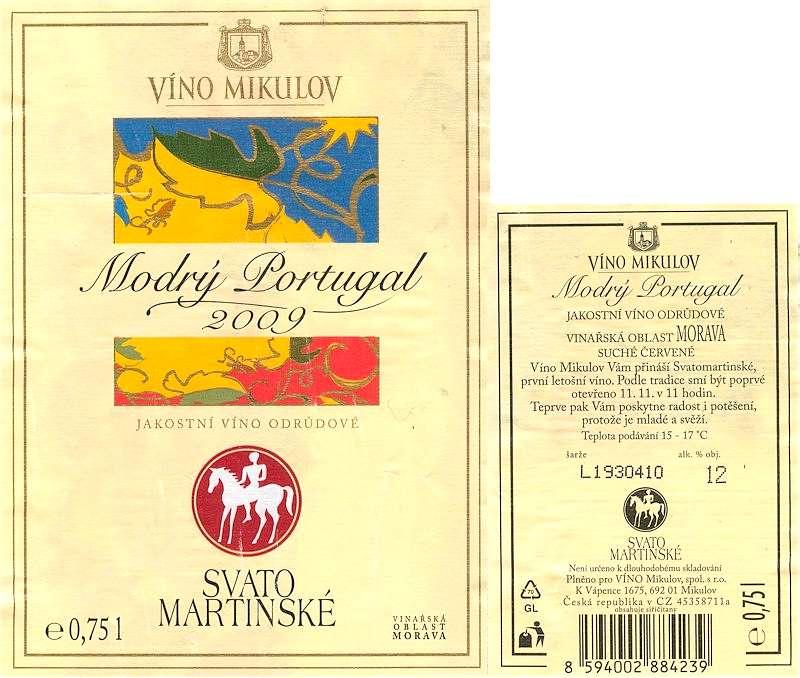 VÍNO MIKULOV
Modrý Portugal
2009
JAKOSTNÍ VÍNO ODRŮDOVÉ
SVATO
MARTINSKÉ
e 0,75 l
VINAŘSKÁ
OBLAST
MORAVA
VÍNO MIKULOV
Modrý Portugal
JAKOSTNÍ VÍNO ODRŮDOVÉ
VINAŘSKÁ OBLAST MORAVA
SUCHÉ ČERVENÉ
Víno Mikulov Vám přináší Svatomartinské,
první letošní víno. Podle tradice smí být poprvé
otevřeno 11. 11. v 11 hodin.
Teprve pak Vám poskytne radost i potěšení,
protože je mladé a svěží.
Teplota podávání 15 - 17 °C
šarže alk. % obj.
L1930410 12
SVATO
MARTINSKÉ
Není určeno k dlouhodobému skladování
Plněno pro VÍNO Mikulov, spol. s r.o.
K Vápence 1675, 692 01 Mikulov
Česká republika v CZ 45358711a
obsahuje siřičitany
70
GL
e 0,75 l
8 594002 884239